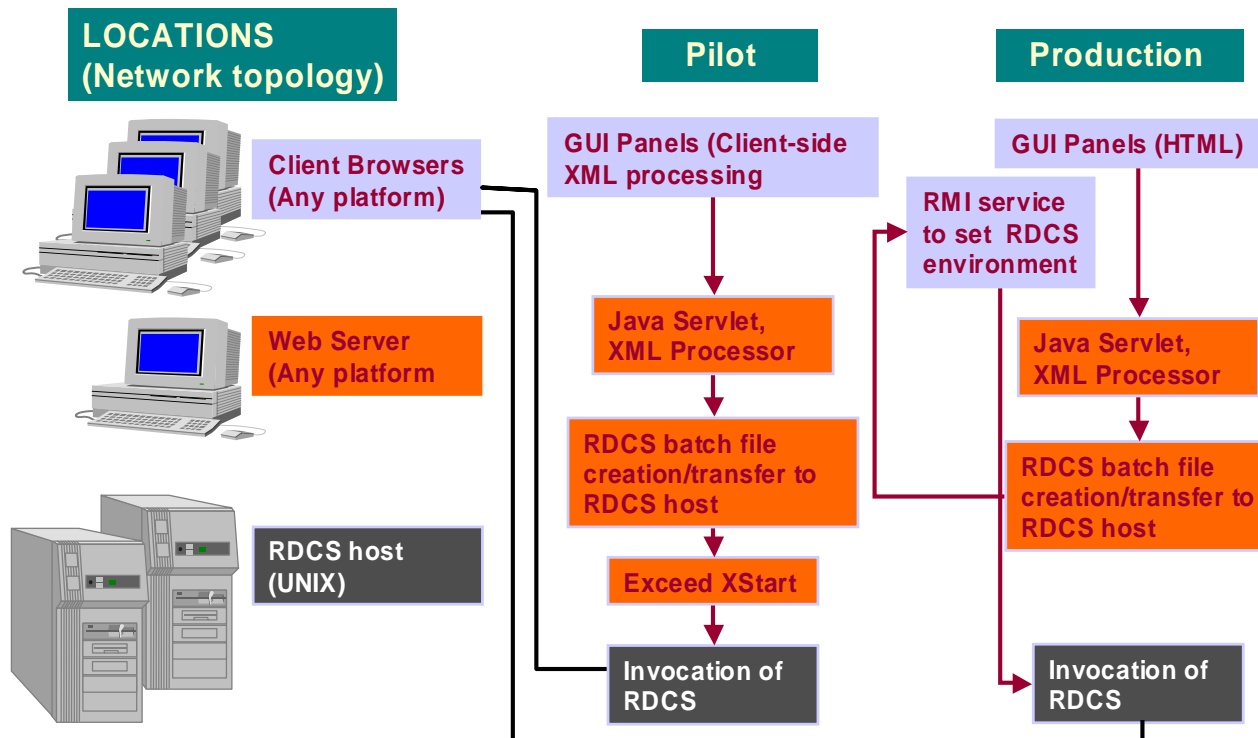 LOCATIONS
(Network topology)
Pilot
Production
Client Browsers
(Any platform)
GUI Panels (Client-side
XML processing
GUI Panels (HTML)
RMI service
to set RDCS
environment
Web Server
(Any platform
Java Servlet,
XML Processor
Java Servlet,
XML Processor
RDCS batch file
creation/transfer to
RDCS host
RDCS batch file
creation/transfer to
RDCS host
RDCS host
(UNIX)
Exceed XStart
Invocation of
RDCS
Invocation of
RDCS